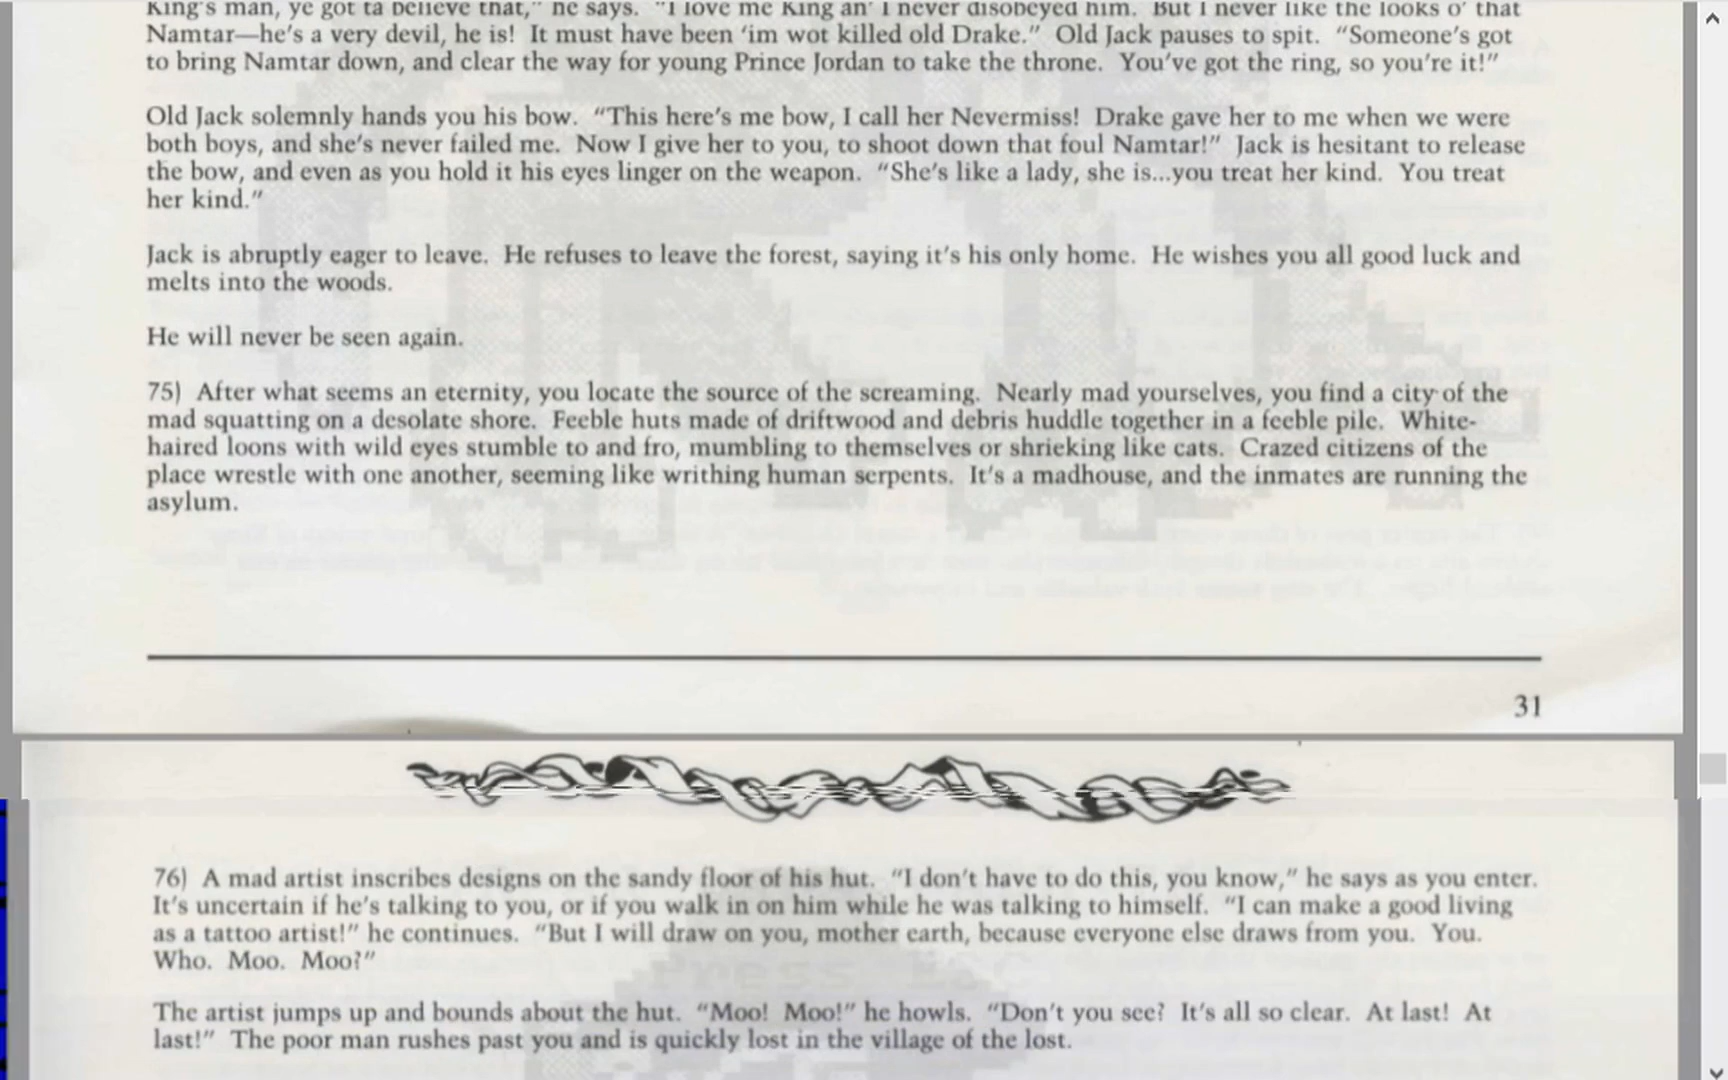 King's man, ye got ta believe that," he says.  "I love me King an' I never disobeyed him.  But I never like the looks o' that
Namtar—he's a very devil, he is!  It must have been 'im wot killed old Drake."  Old Jack pauses to spit.  "Someone's got
to bring Namtar down, and clear the way for young Prince Jordan to take the throne.  You've got the ring, so you're it!"
Old Jack solemnly hands you his bow.  "This here's me bow, I call her Nevermiss!  Drake gave her to me when we were
both boys, and she's never failed me.  Now I give her to you, to shoot down that foul Namtar!"  Jack is hesitant to release
the bow, and even as you hold it his eyes linger on the weapon.  "She's like a lady, she is...you treat her kind.  You treat
her kind."
Jack is abruptly eager to leave.  He refuses to leave the forest, saying it's his only home.  He wishes you all good luck and
melts into the woods.
He will never be seen again.
75)  After what seems an eternity, you locate the source of the screaming.  Nearly mad yourselves, you find a city of the
mad squatting on a desolate shore.  Feeble huts made of driftwood and debris huddle together in a feeble pile.  White-
haired loons with wild eyes stumble to and fro, mumbling to themselves or shrieking like cats.  Crazed citizens of the
place wrestle with one another, seeming like writhing human serpents.  It's a madhouse, and the inmates are running the
asylum.
31
76)  A mad artist inscribes designs on the sandy floor of his hut.  "I don't have to do this, you know," he says as you enter.
It's uncertain if he's talking to you, or if you walk in on him while he was talking to himself.  "I can make a good living
as a tattoo artist!" he continues.  "But I will draw on you, mother earth, because everyone else draws from you.  You.
Who.  Moo.  Moo?"
The artist jumps up and bounds about the hut.  "Moo!  Moo!" he howls.  "Don't you see?  It's all so clear.  At last!  At
last!"  The poor man rushes past you and is quickly lost in the village of the lost.